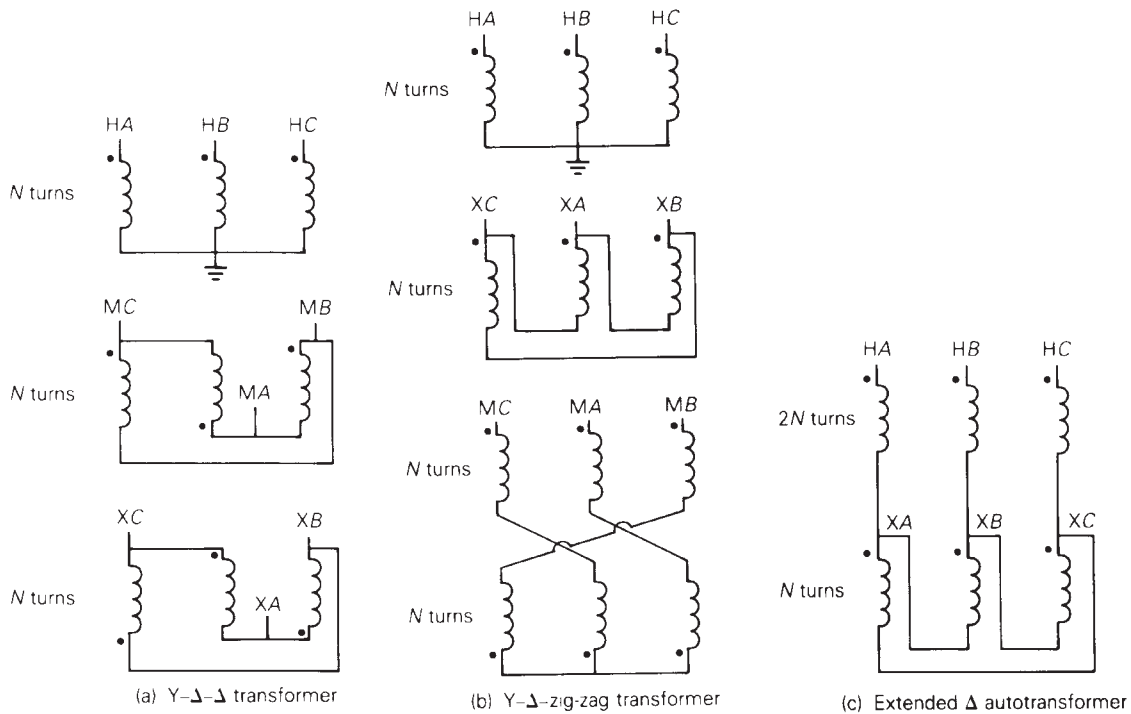 HA HB HC
N turns
MC MB
MA
N turns
XC XB
XA
N turns
(a) Y–Δ–Δ transformer
HA HB HC
N turns
XC XA XB
N turns
MC MA MB
N turns
N turns
(b) Y–Δ–zig-zag transformer
HA HB HC
2N turns
XA XB XC
N turns
(c) Extended Δ autotransformer